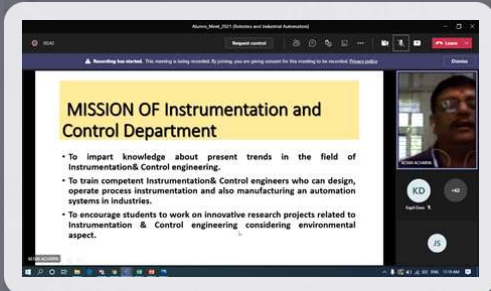 Alumni_Meet_2021 (Robotics and Industrial Automation)
Request control
Leave
Recording has started. This meeting is being recorded. By joining, you are giving consent for this meeting to be recorded. Privacy policy
Dismiss
MISSION OF Instrumentation and
Control Department
• To impart knowledge about present trends in the field of
Instrumentation& Control engineering.
• To train competent Instrumentation& Control engineers who can design,
operate process instrumentation and also manufacturing an automation
systems in industries.
• To encourage students to work on innovative research projects related to
Instrumentation & Control engineering considering environmental
aspect.
KD
+42
JS
ENG